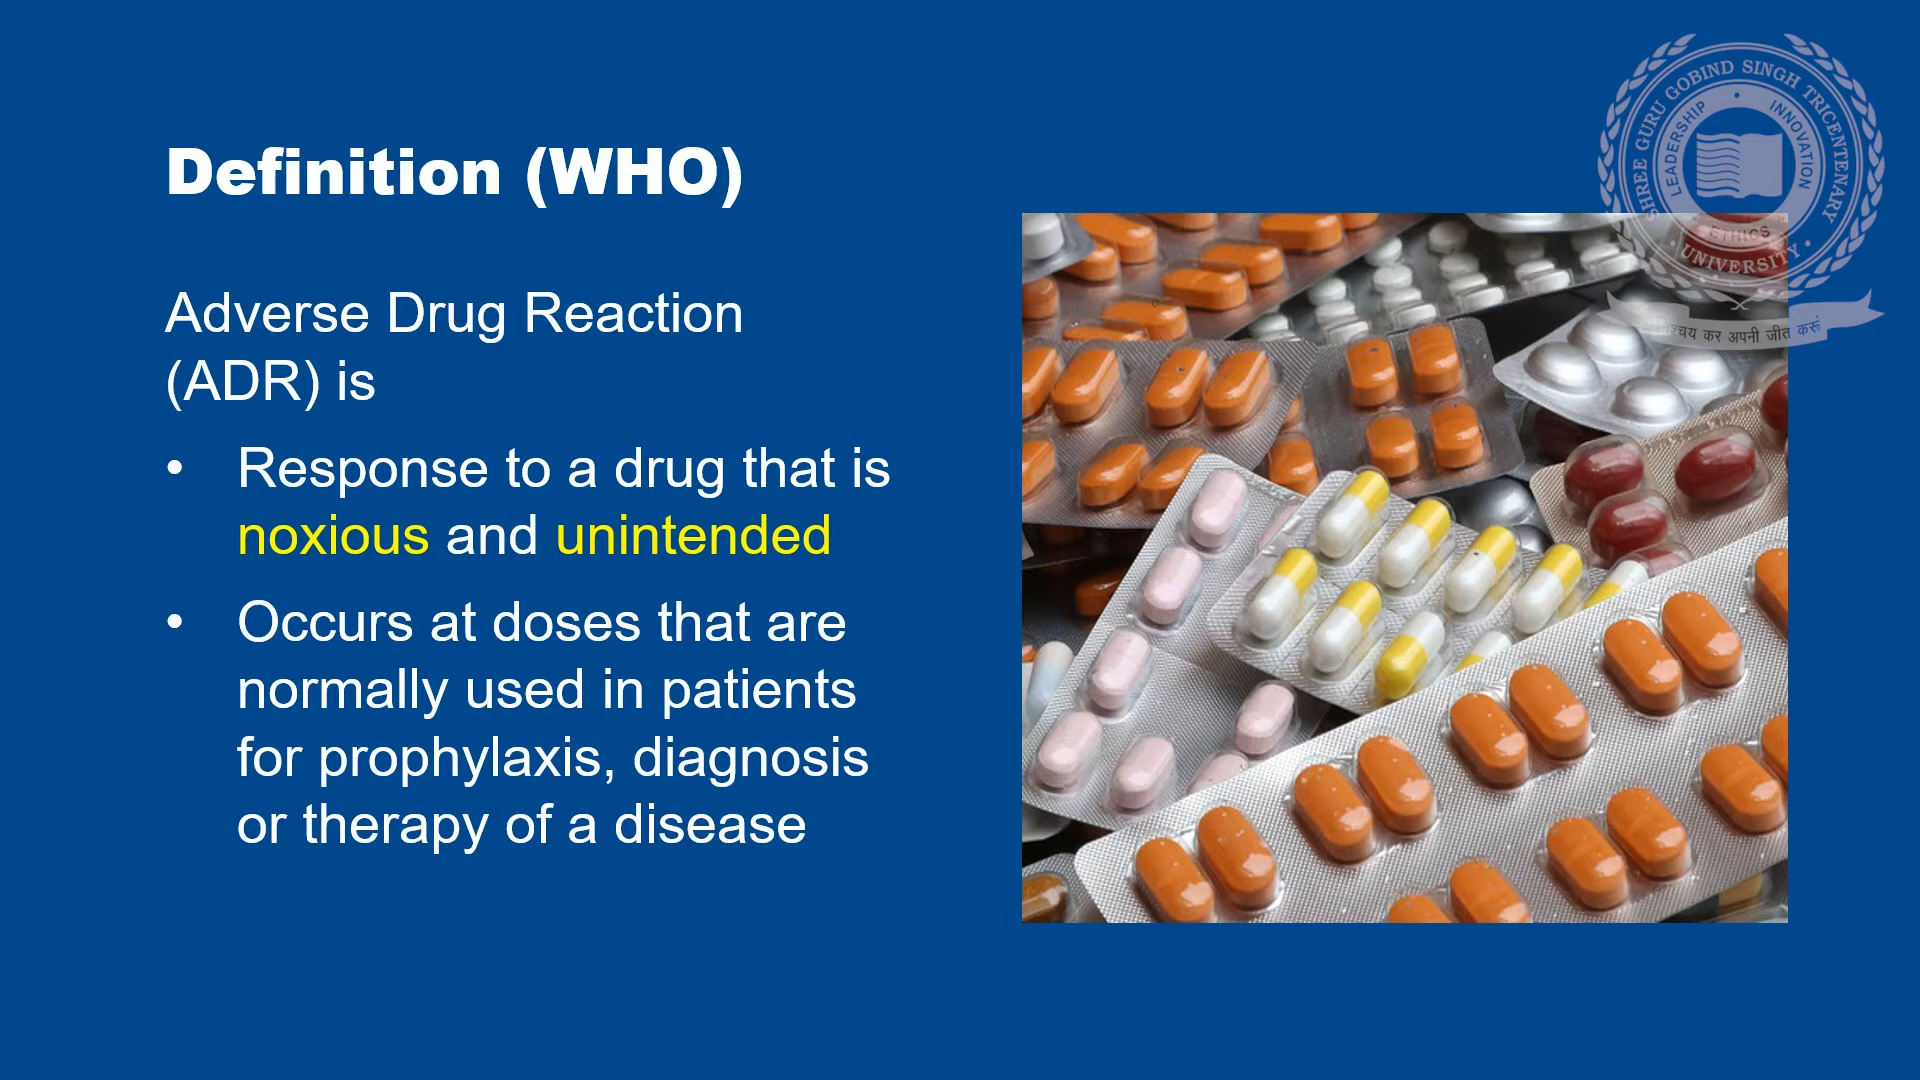 Definition (WHO)
Adverse Drug Reaction
(ADR) is
• Response to a drug that is
noxious and unintended
• Occurs at doses that are
normally used in patients
for prophylaxis, diagnosis
or therapy of a disease
SHREE GURU GOBIND SINGH TRICENTENARY
UNIVERSITY
LEADERSHIP
INNOVATION
ETHICS
कर अपनी जीत करूं